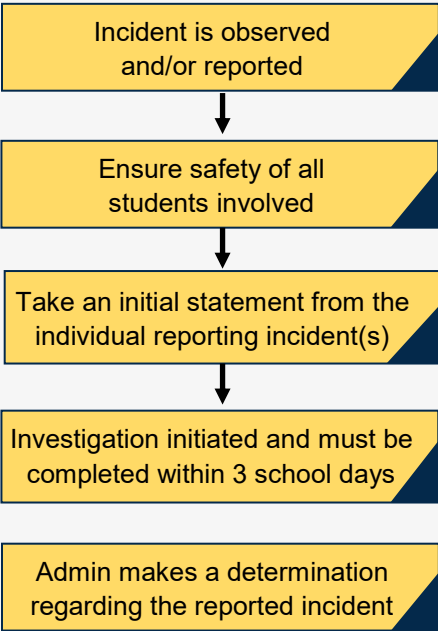 Incident is observed
and/or reported
Ensure safety of all
students involved
Take an initial statement from the
individual reporting incident(s)
Investigation initiated and must be
completed within 3 school days
Admin makes a determination
regarding the reported incident